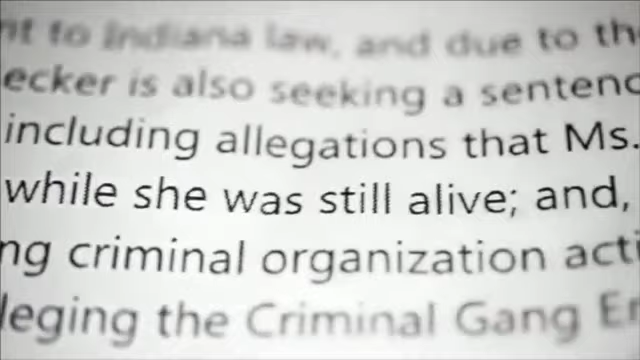 nt to Indiana law, and due to th
ecker is also seeking a sentenc
including allegations that Ms.
while she was still alive; and,
ng criminal organization acti
leging the Criminal Gang En